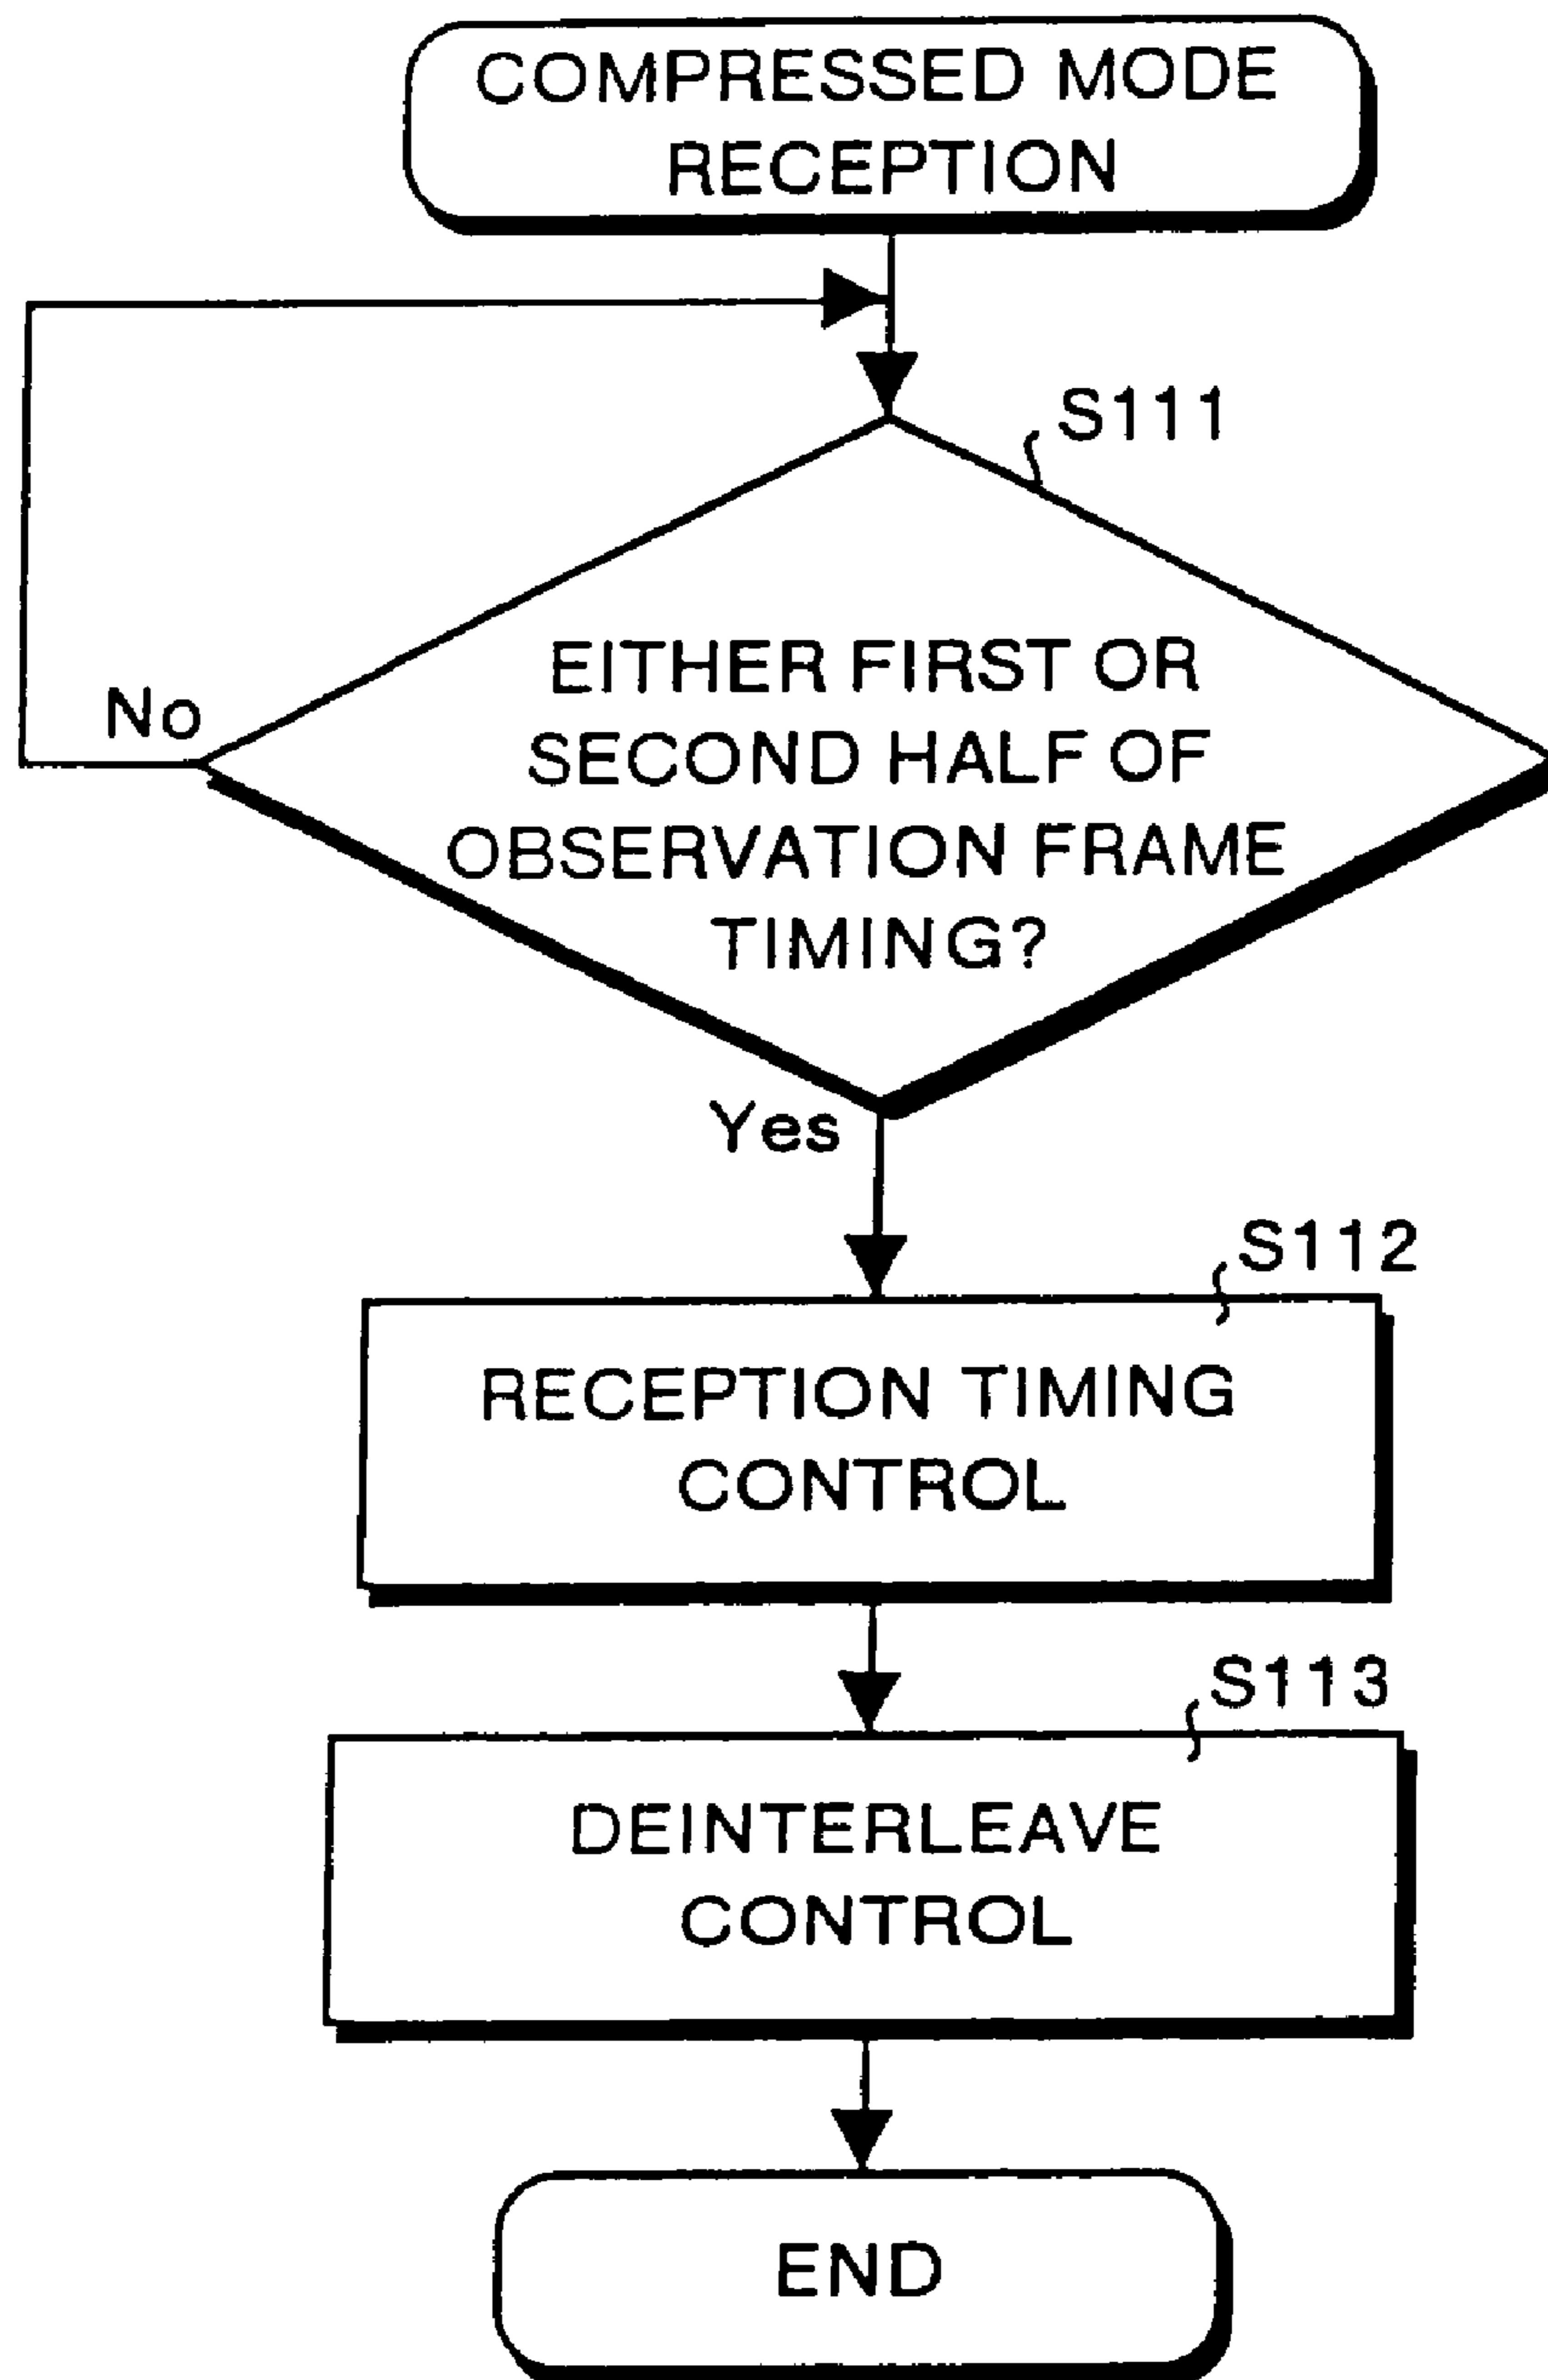 COMPRESSED MODE
RECEPTION
S111
EITHER FIRST OR
SECOND HALF OF
OBSERVATION FRAME
TIMING?
No
Yes
S112
RECEPTION TIMING
CONTROL
S113
DEINTERLEAVE
CONTROL
END